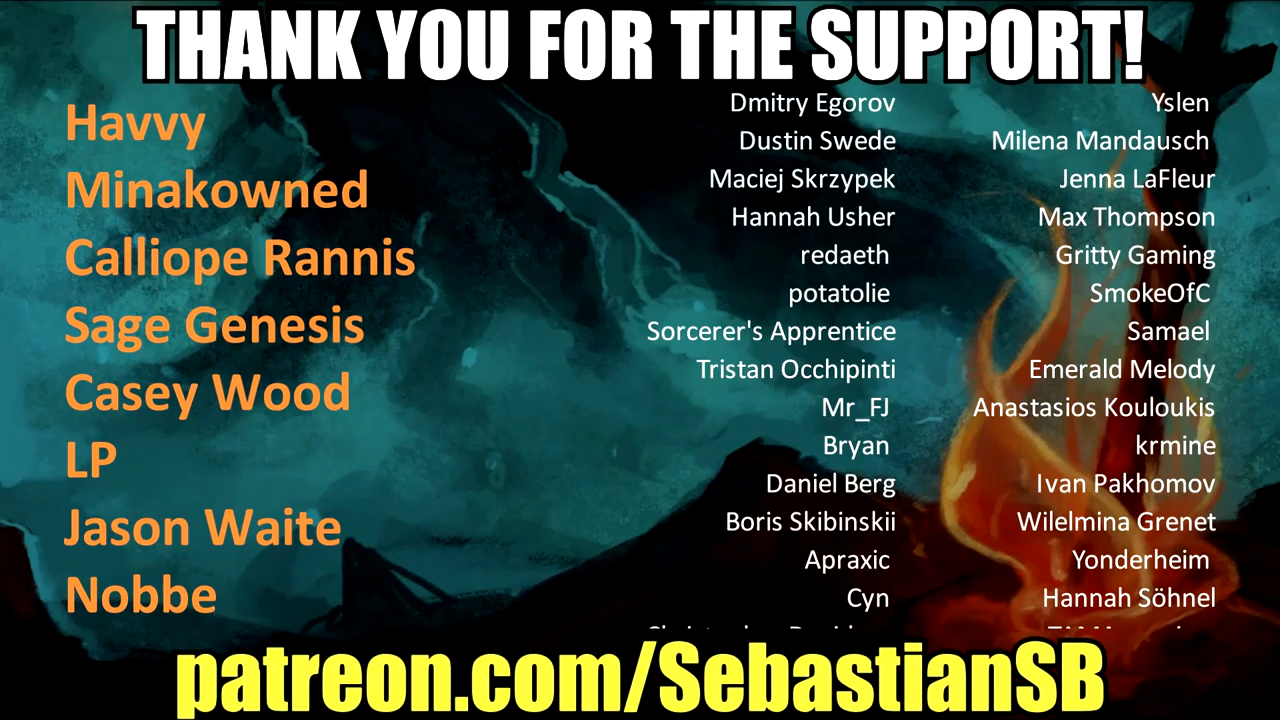 THANK YOU FOR THE SUPPORT!
Havvy
Minakowned
Calliope Rannis
Sage Genesis
Casey Wood
LP
Jason Waite
Nobbe
Dmitry Egorov
Dustin Swede
Maciej Skrzypek
Hannah Usher
redaeth
potatolie
Sorcerer's Apprentice
Tristan Occhipinti
Mr_FJ
Bryan
Daniel Berg
Boris Skibinskii
Apraxic
Cyn
Yslen
Milena Mandausch
Jenna LaFleur
Max Thompson
Gritty Gaming
SmokeOfC
Samael
Emerald Melody
Anastasios Kouloukis
krmine
Ivan Pakhomov
Wilelmina Grenet
Yonderheim
Hannah Söhnel
patreon.com/SebastianSB